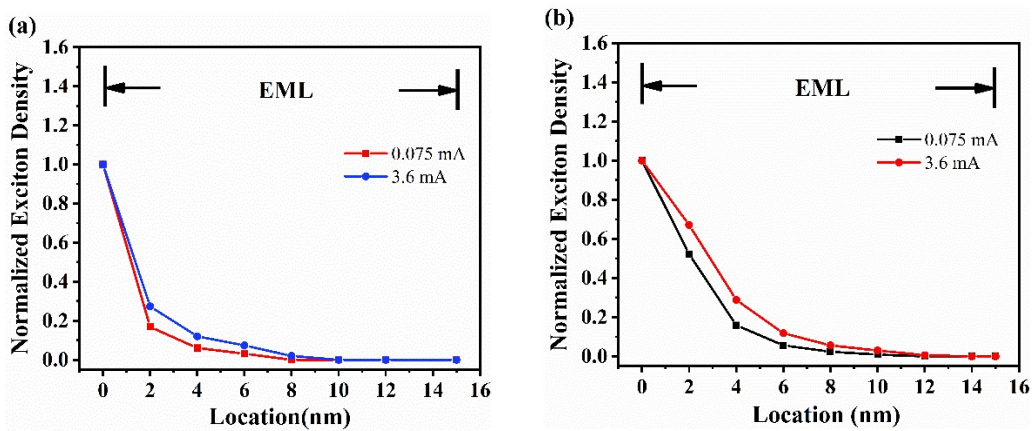 (a)
1.6
1.4
1.2
1.0
0.8
0.6
0.4
0.2
0.0
Normalized Exciton Density
EML
0.075 mA
3.6 mA
0 2 4 6 8 10 12 14 16
Location(nm)
(b)
1.6
1.4
1.2
1.0
0.8
0.6
0.4
0.2
0.0
Normalized Exciton Density
EML
0.075 mA
3.6 mA
0 2 4 6 8 10 12 14 16
Location (nm)